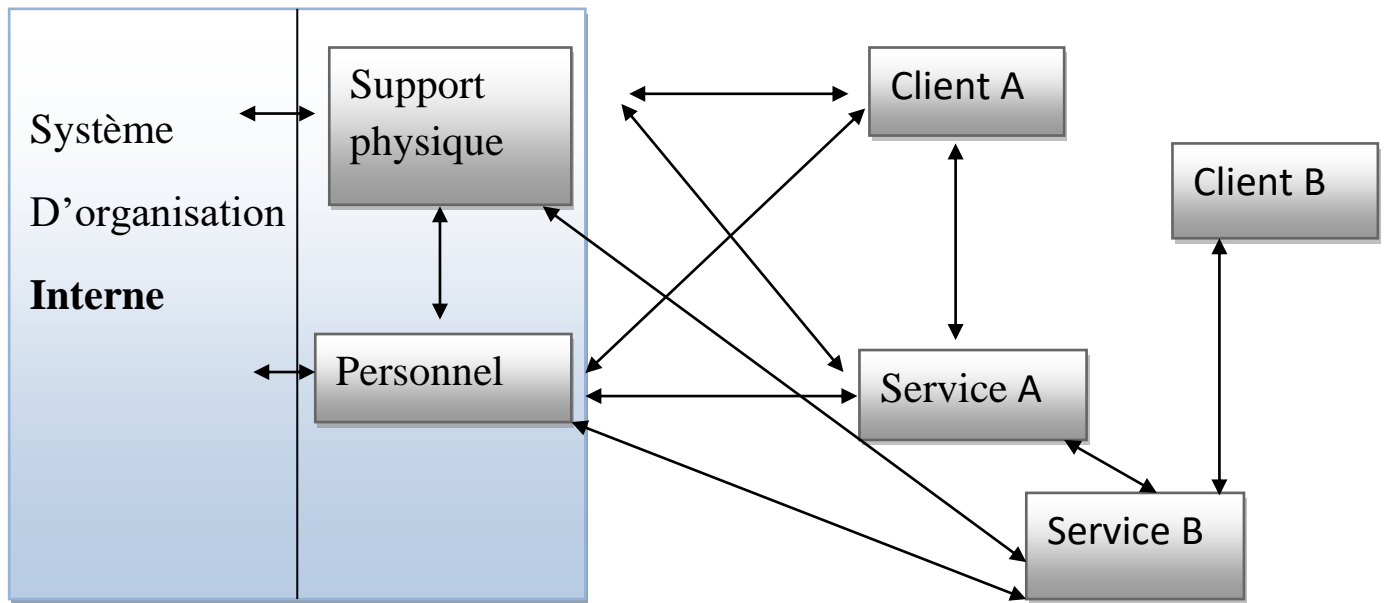 Système
D’organisation
Interne
Support
physique
Personnel
Client A
Client B
Service A
Service B